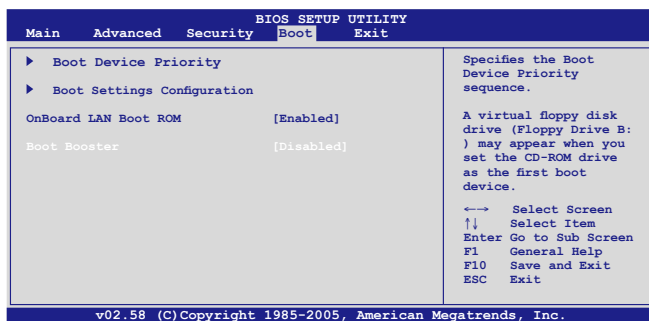 BIOS SETUP UTILITY
Main Advanced Security Boot Exit
Boot Device Priority
Boot Settings Configuration
OnBoard LAN Boot ROM [Enabled]
Boot Booster [Disabled]
Specifies the Boot
Device Priority
sequence.
A virtual floppy disk
drive (Floppy Drive B:
) may appear when you
set the CD-ROM drive
as the first boot
device.
←→ Select Screen
↑↓ Select Item
Enter Go to Sub Screen
F1 General Help
F10 Save and Exit
ESC Exit
v02.58 (C)Copyright 1985-2005, American Megatrends, Inc.